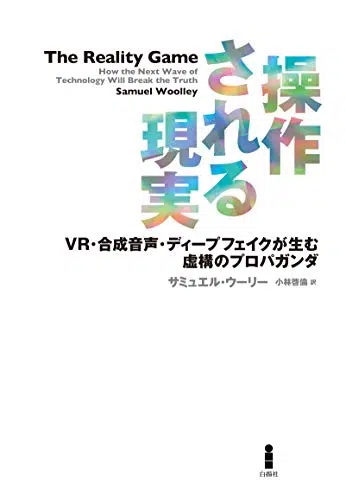 The Reality Game
How the Next Wave of
Technology Will Break the Truth
Samuel Woolley
操作
される
現実
VR・合成音声・ディープフェイクが生む
虚構のプロパガンダ
サミュエル・ウーリー 小林啓倫 訳
白揚社